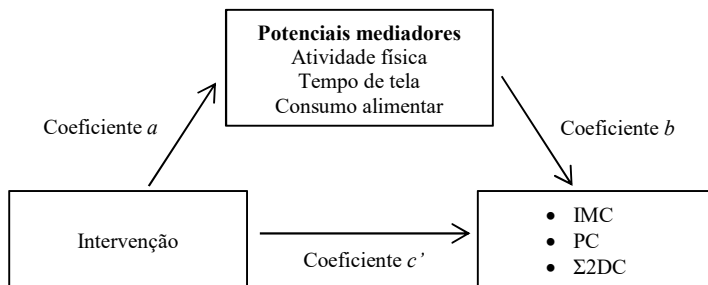 Potenciais mediadores
Atividade física
Tempo de tela
Consumo alimentar
Coeficiente a
Coeficiente b
Intervenção
Coeficiente c’
• IMC
• PC
• Σ2DC